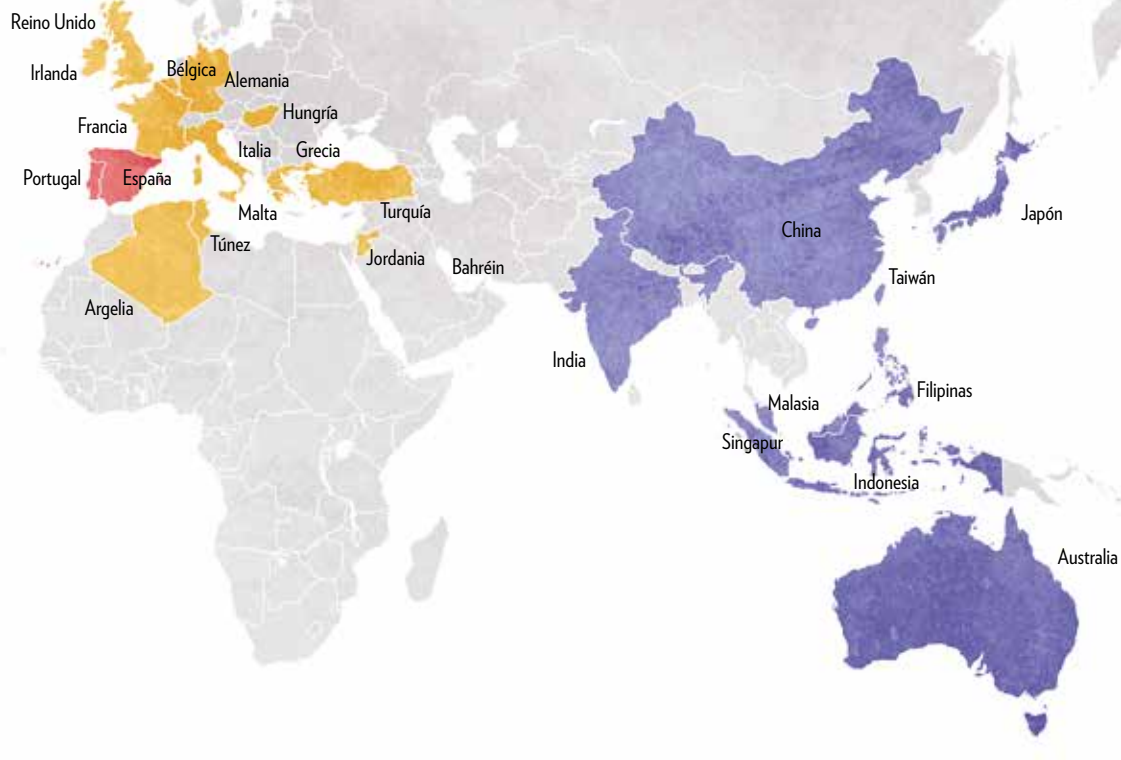 Reino Unido
Irlanda
Bélgica
Alemania
Hungría
Francia
Italia
Grecia
Portugal
España
Malta
Turquía
Túnez
Jordania
Bahréin
Argelia
China
Japón
Taiwán
India
Malasia
Filipinas
Singapur
Indonesia
Australia